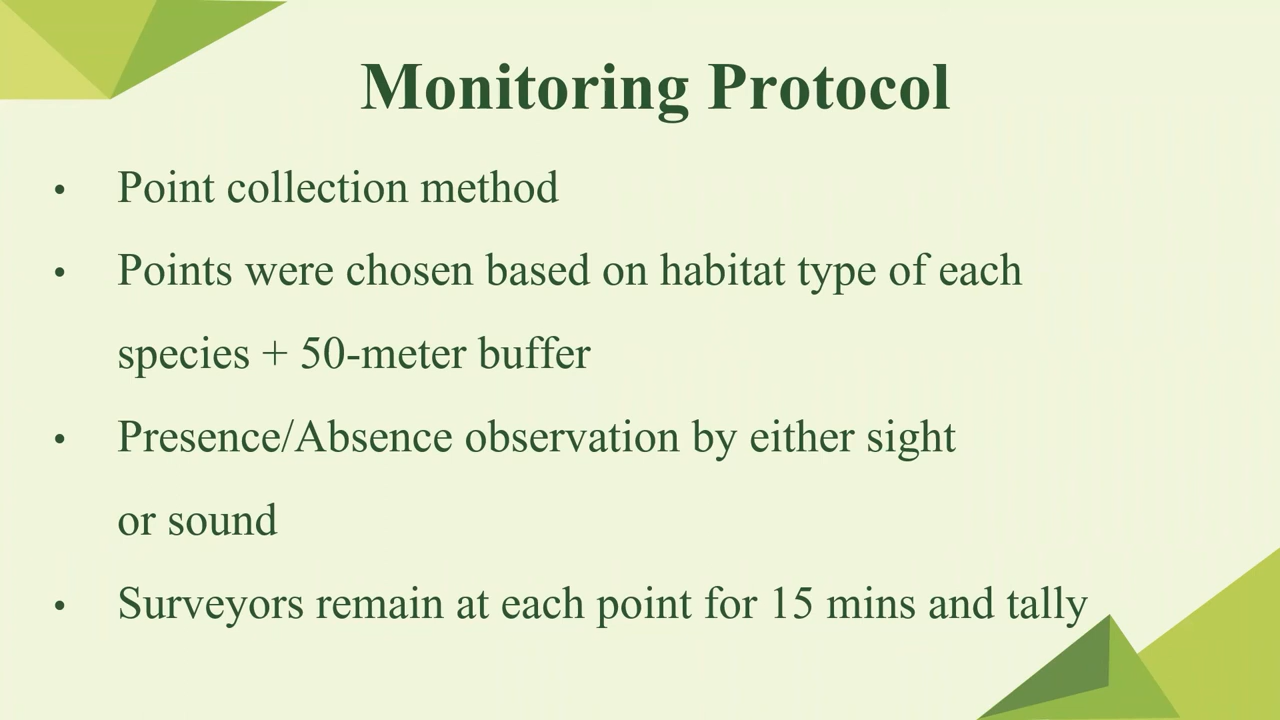 Monitoring Protocol
• Point collection method
• Points were chosen based on habitat type of each
species + 50-meter buffer
• Presence/Absence observation by either sight
or sound
• Surveyors remain at each point for 15 mins and tally